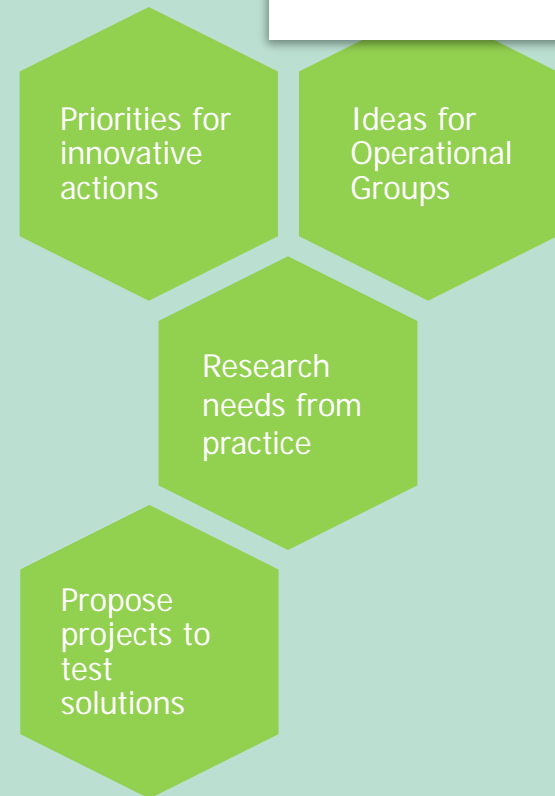 Priorities for
innovative
actions
Ideas for
Operational
Groups
Research
needs from
practice
Propose
projects to
test
solutions